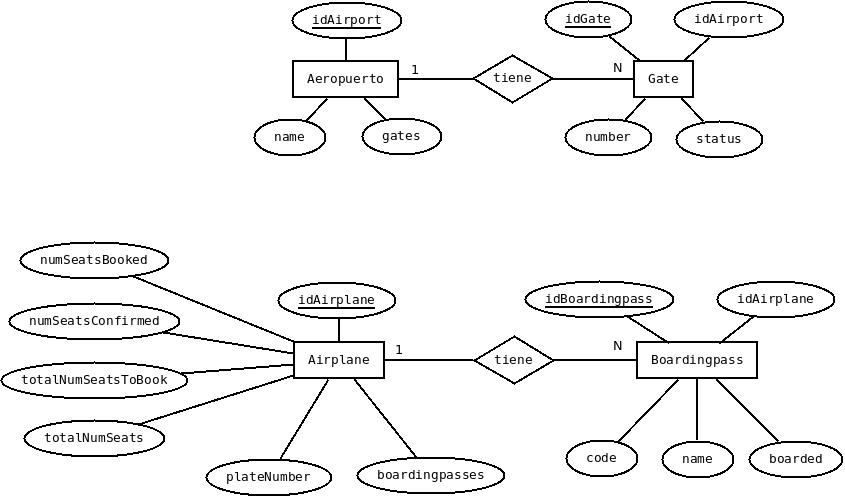 idAirport
idGate
idAirport
Aeropuerto
1
tiene
N
Gate
name
gates
number
status
numSeatsBooked
idAirplane
idBoardingpass
idAirplane
numSeatsConfirmed
Airplane
1
tiene
N
Boardingpass
totalNumSeatsToBook
totalNumSeats
plateNumber
boardingpasses
code
name
boarded